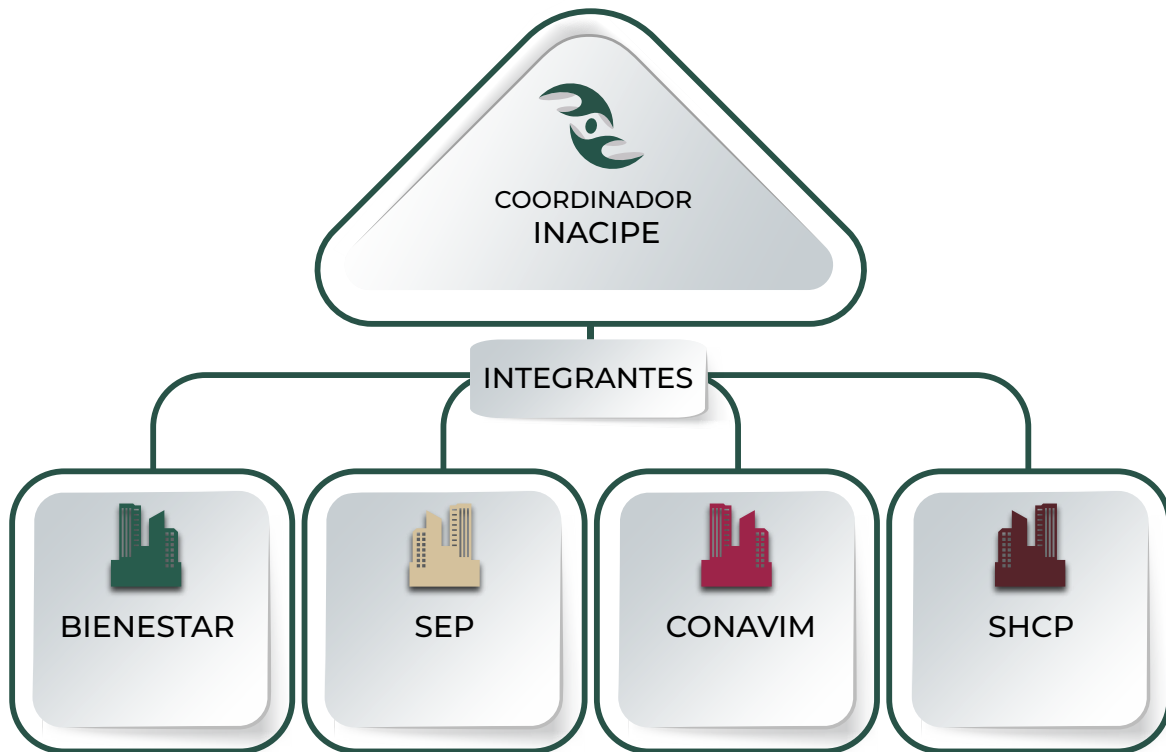 COORDINADOR
INACIPE
INTEGRANTES
BIENESTAR
SEP
CONAVIM
SHCP